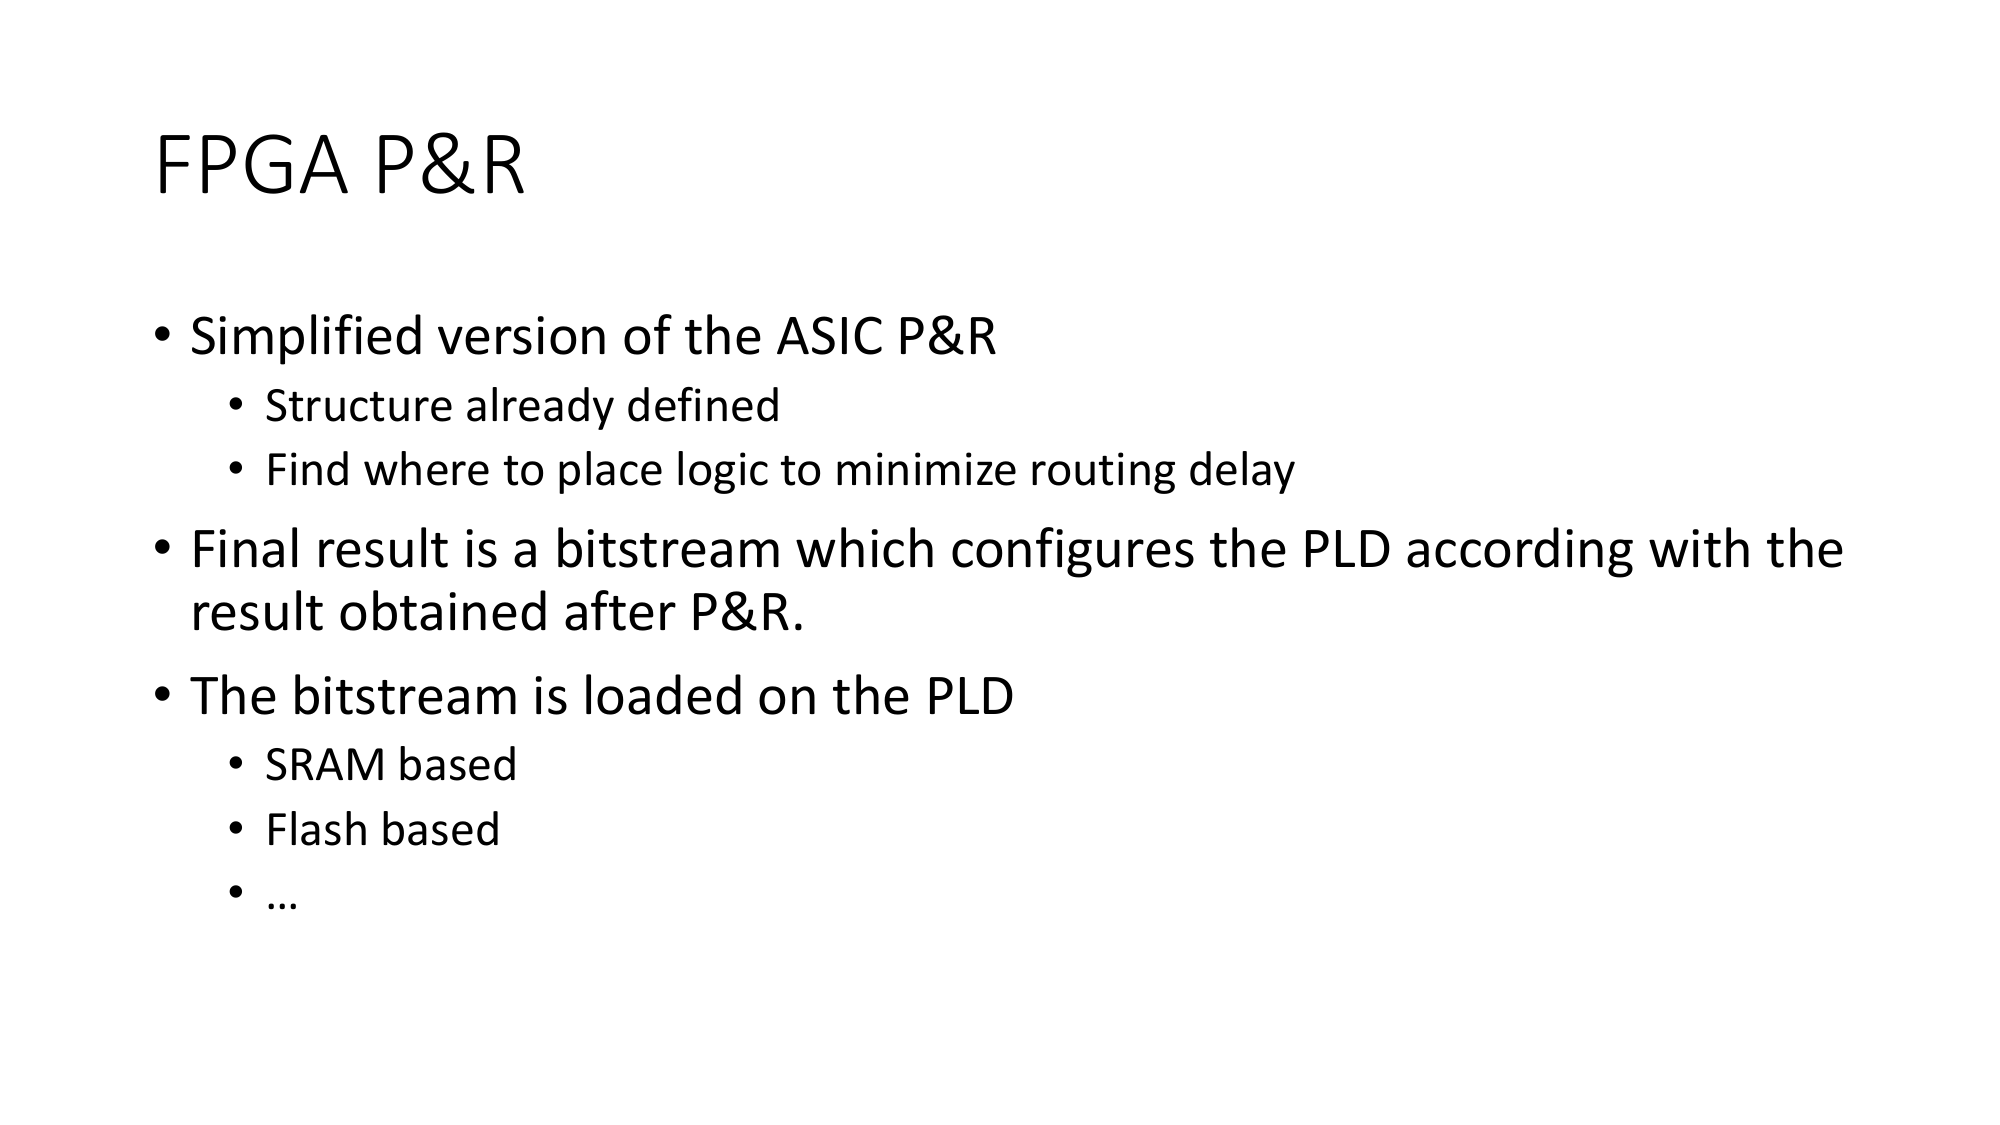 FPGA P&R
• Simplified version of the ASIC P&R
• Structure already defined
• Find where to place logic to minimize routing delay
• Final result is a bitstream which configures the PLD according with the
result obtained after P&R.
• The bitstream is loaded on the PLD
• SRAM based
• Flash based
• …